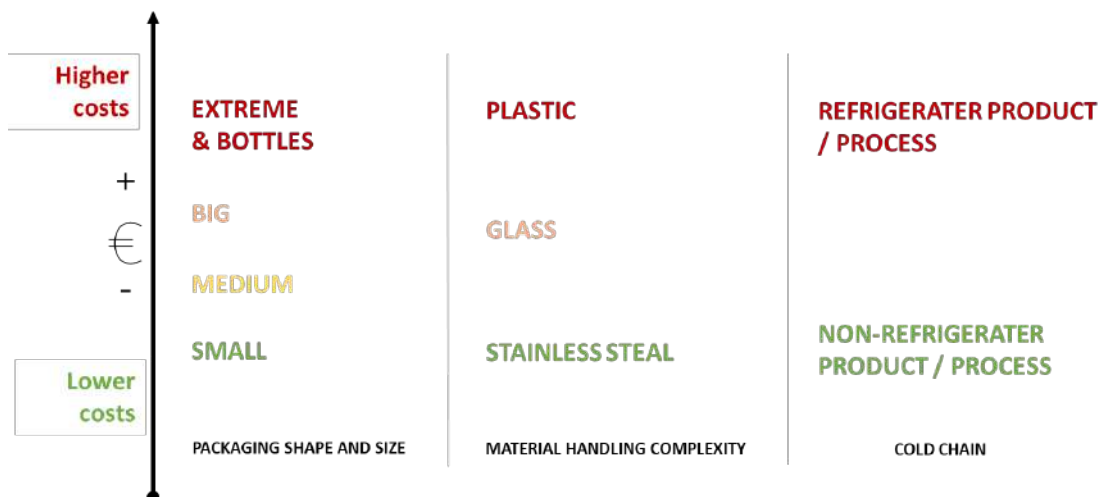 Higher
costs
+
€
-
Lower
costs
EXTREME
& BOTTLES
BIG
MEDIUM
SMALL
PACKAGING SHAPE AND SIZE
PLASTIC
GLASS
STAINLESS STEAL
MATERIAL HANDLING COMPLEXITY
REFRIGERATER PRODUCT
/ PROCESS
NON-REFRIGERATER
PRODUCT / PROCESS
COLD CHAIN